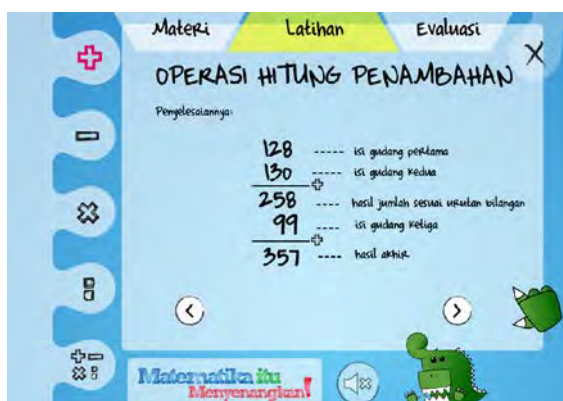 Materi Latihan Evaluasi
X
OPERASI HITUNG PENAMBAHAN
Penyelesaiannya:
128 ----- isi gudang pertama
130 ----- isi gudang kedua
+
258 ---- hasil jumlah sesuai urutan bilangan
99 ---- isi gudang ketiga
+
357 ---- hasil akhir
Matematika itu
Menyenangkan!